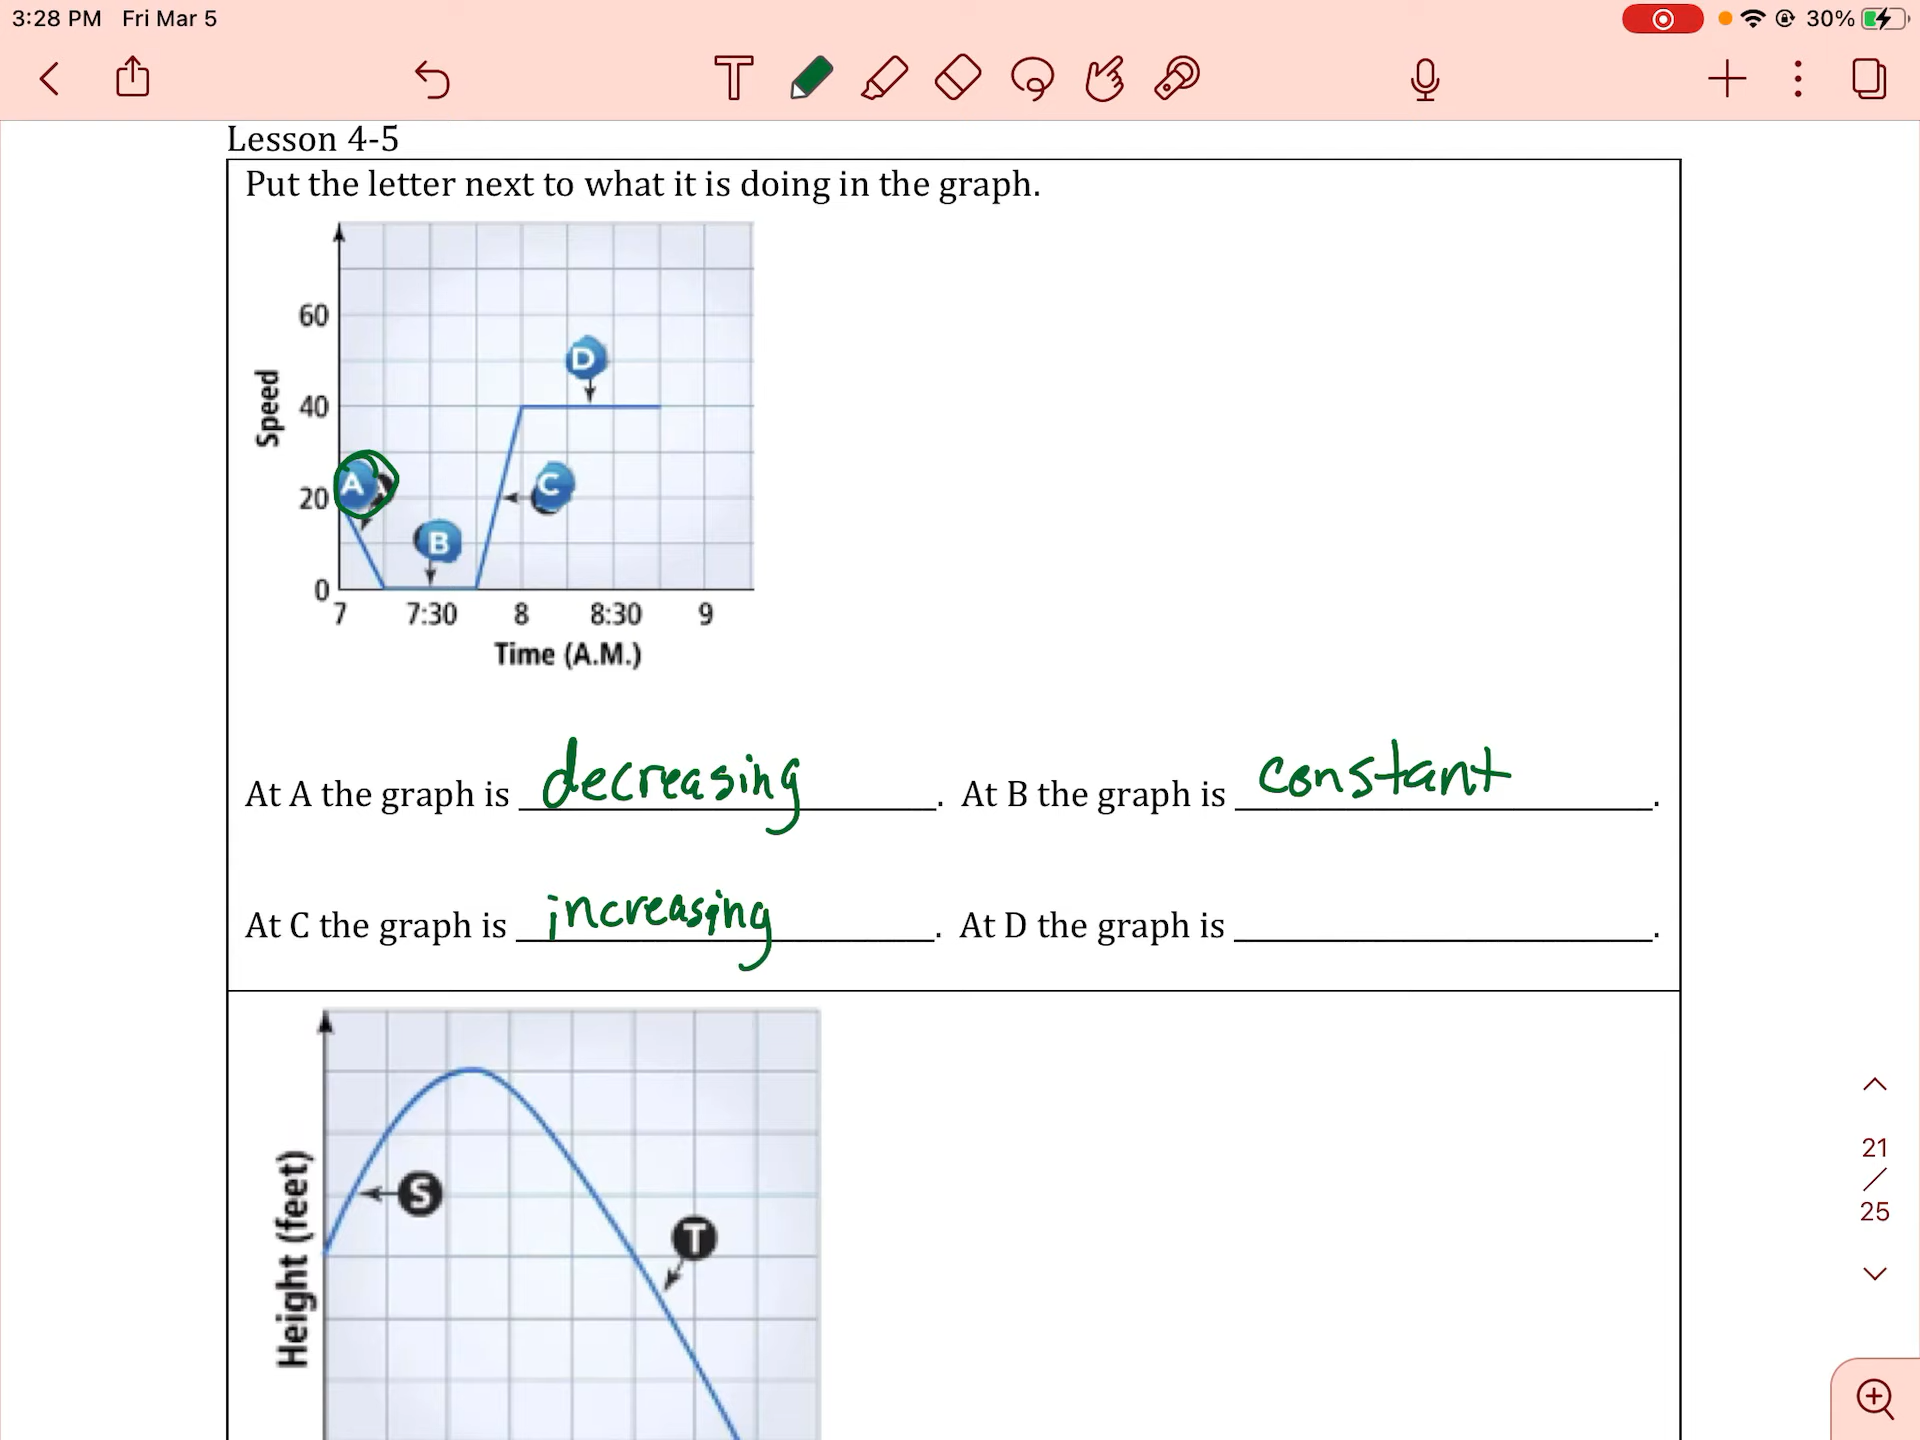 3:28 PM Fri Mar 5
30%
T
Lesson 4-5
Put the letter next to what it is doing in the graph.
60
D
Speed
40
A
C
20
B
0
7 7:30 8 8:30 9
Time (A.M.)
At A the graph is decreasing. At B the graph is constant.
At C the graph is increasing. At D the graph is ______.
Height (feet)
S
T
21
/
25